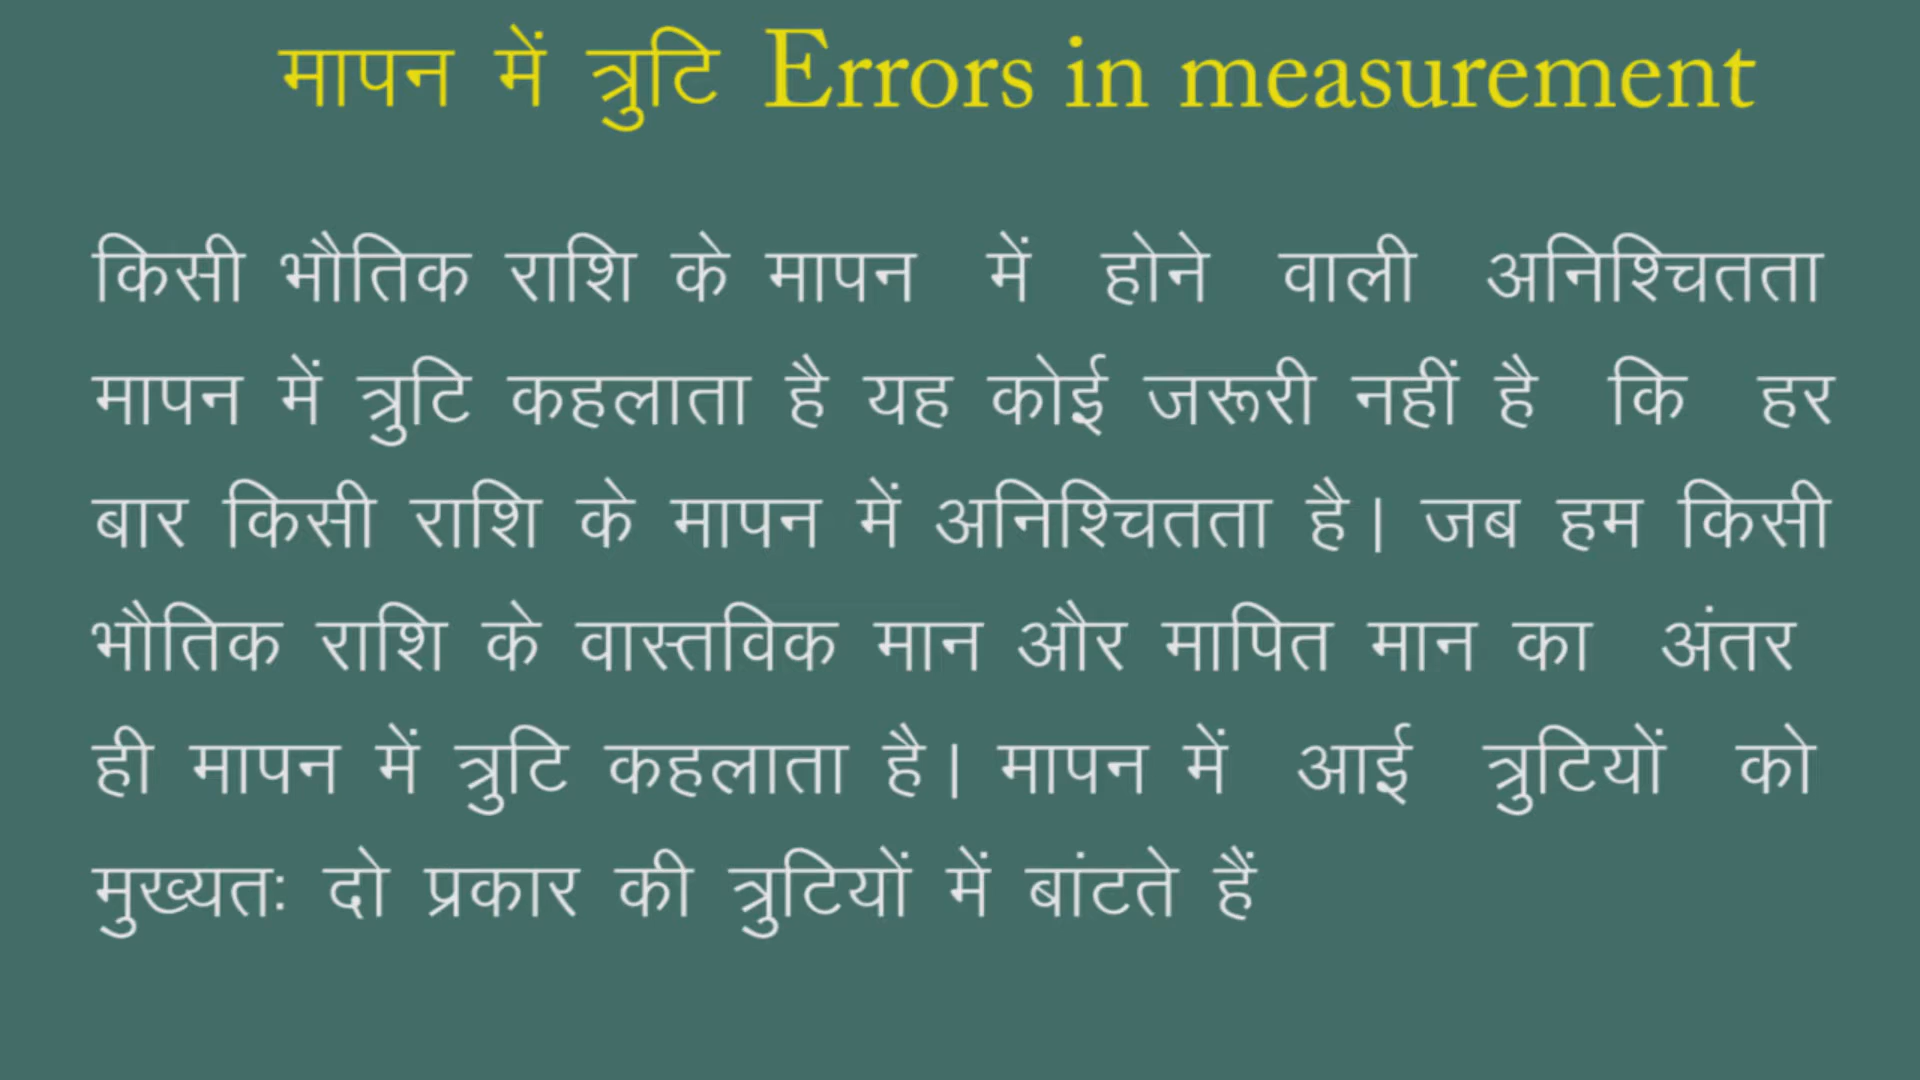 मापन में त्रुटि Errors in measurement
किसी भौतिक राशि के मापन में होने वाली अनिश्चितता
मापन में त्रुटि कहलाता है यह कोई जरूरी नहीं है कि हर
बार किसी राशि के मापन में अनिश्चितता है। जब हम किसी
भौतिक राशि के वास्तविक मान और मापित मान का अंतर
ही मापन में त्रुटि कहलाता है। मापन में आई त्रुटियों को
मुख्यतः दो प्रकार की त्रुटियों में बांटते हैं